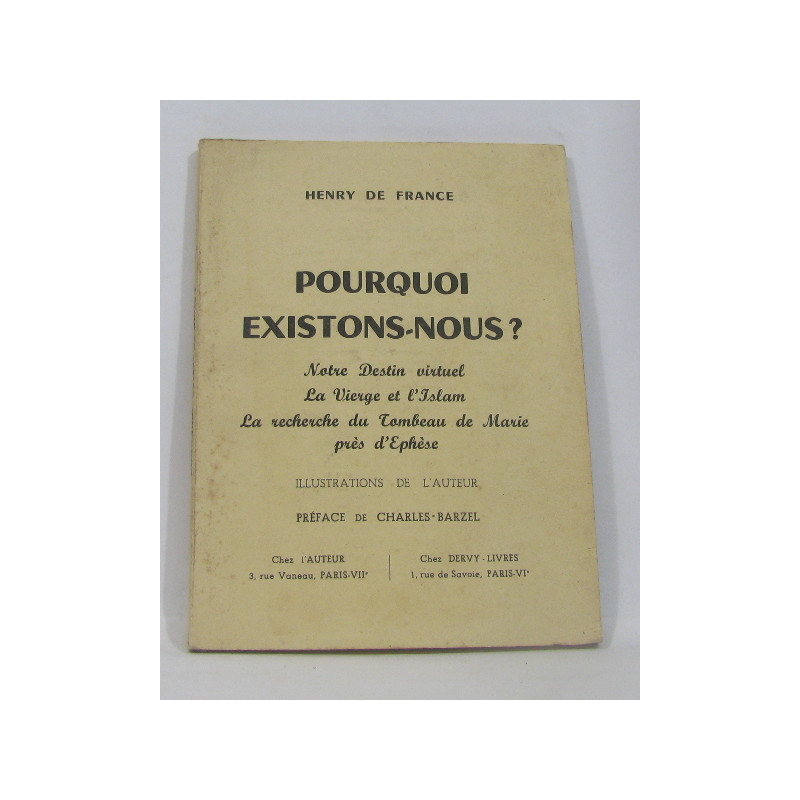 HENRY DE FRANCE
POURQUOI
EXISTONS-NOUS ?
Notre Destin virtuel
La Vierge et l'Islam
La recherche du Tombeau de Marie
près d'Ephèse
ILLUSTRATIONS DE L'AUTEUR
PRÉFACE DE CHARLES-BARZEL
Chez l'AUTEUR
3, rue Vaneau, PARIS-VIIe
Chez DERVY-LIVRES
1, rue de Savoie, PARIS-VIe